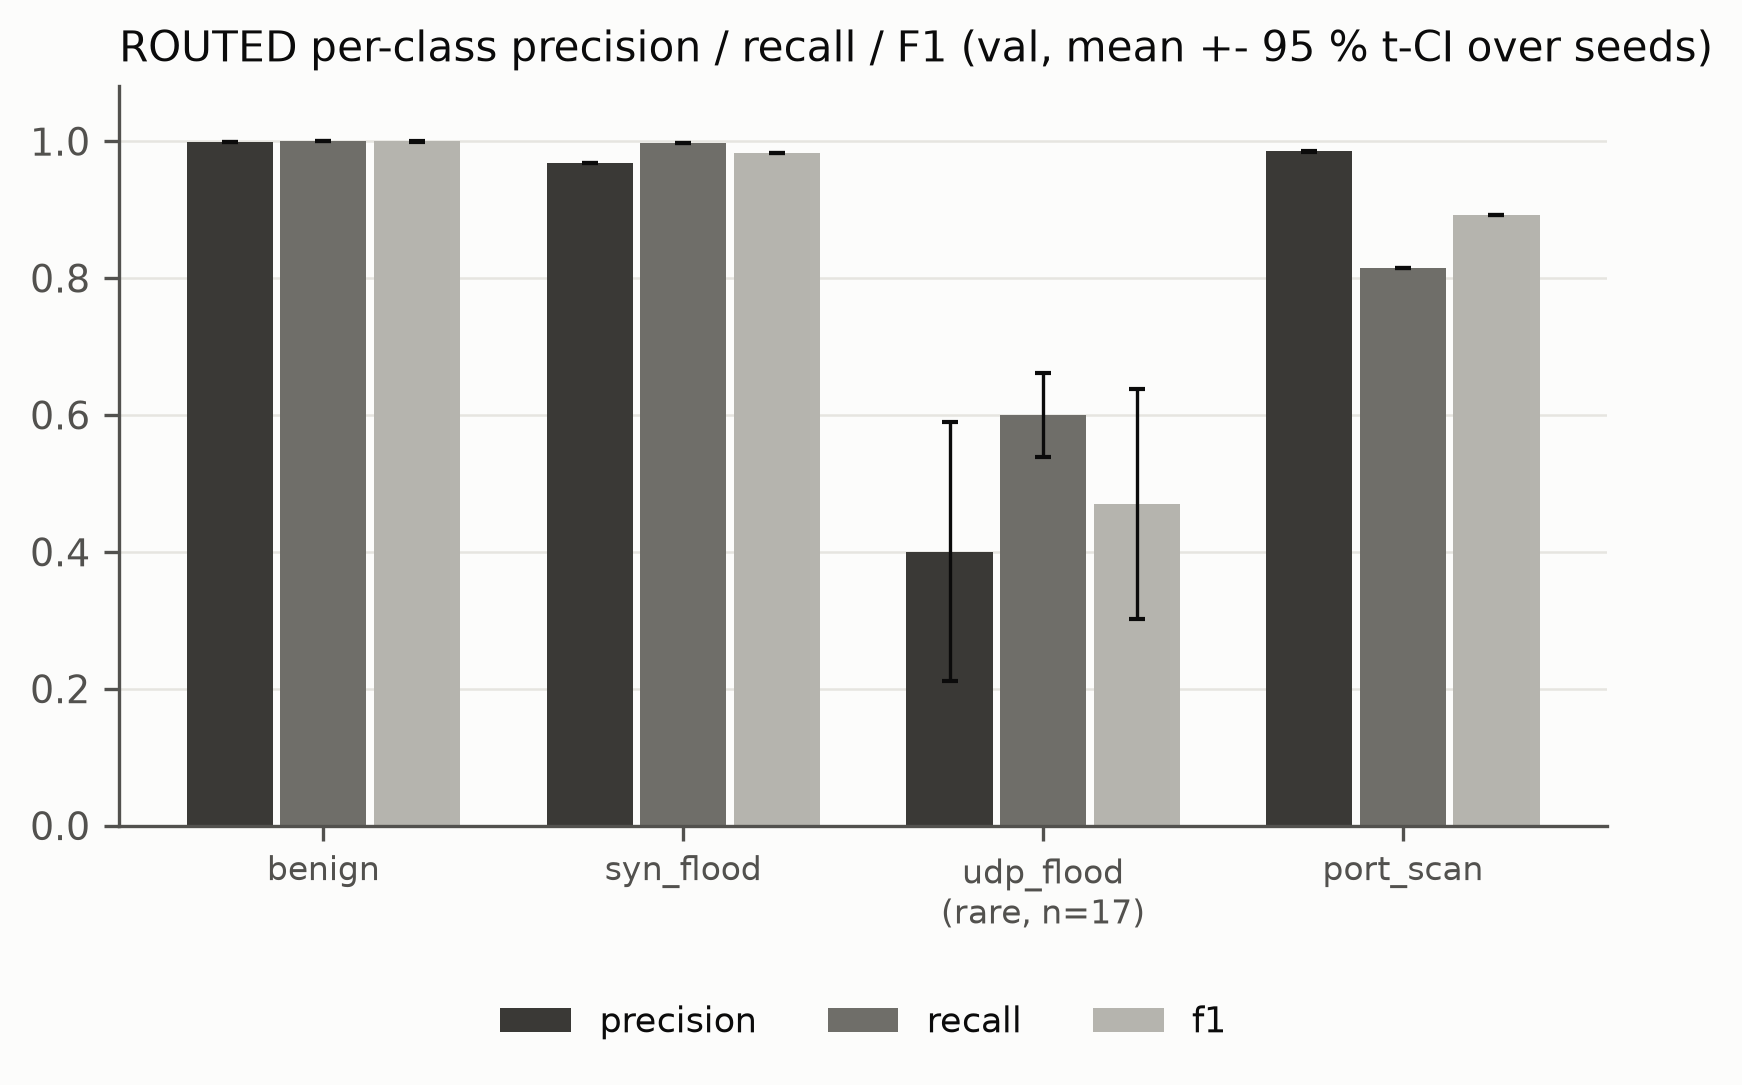 ROUTED per-class precision / recall / F1 (val, mean +- 95 % t-CI over seeds)
1.0
0.8
0.6
0.4
0.2
0.0
benign
syn_flood
udp_flood
(rare, n=17)
port_scan
precision
recall
f1